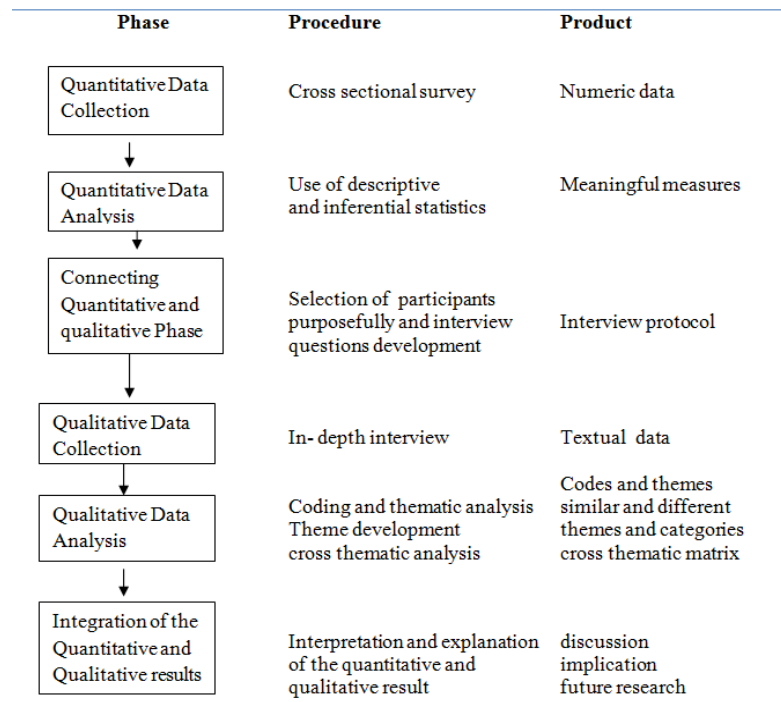 Phase Procedure Product
Quantitative Data
Collection
Cross sectional survey
Numeric data
Quantitative Data
Analysis
Use of descriptive
and inferential statistics
Meaningful measures
Connecting
Quantitative and
qualitative Phase
Selection of participants
purposefully and interview
questions development
Interview protocol
Qualitative Data
Collection
In- depth interview
Textual data
Qualitative Data
Analysis
Coding and thematic analysis
Theme development
cross thematic analysis
Codes and themes
similar and different
themes and categories
cross thematic matrix
Integration of the
Quantitative and
Qualitative results
Interpretation and explanation
of the quantitative and
qualitative result
discussion
implication
future research